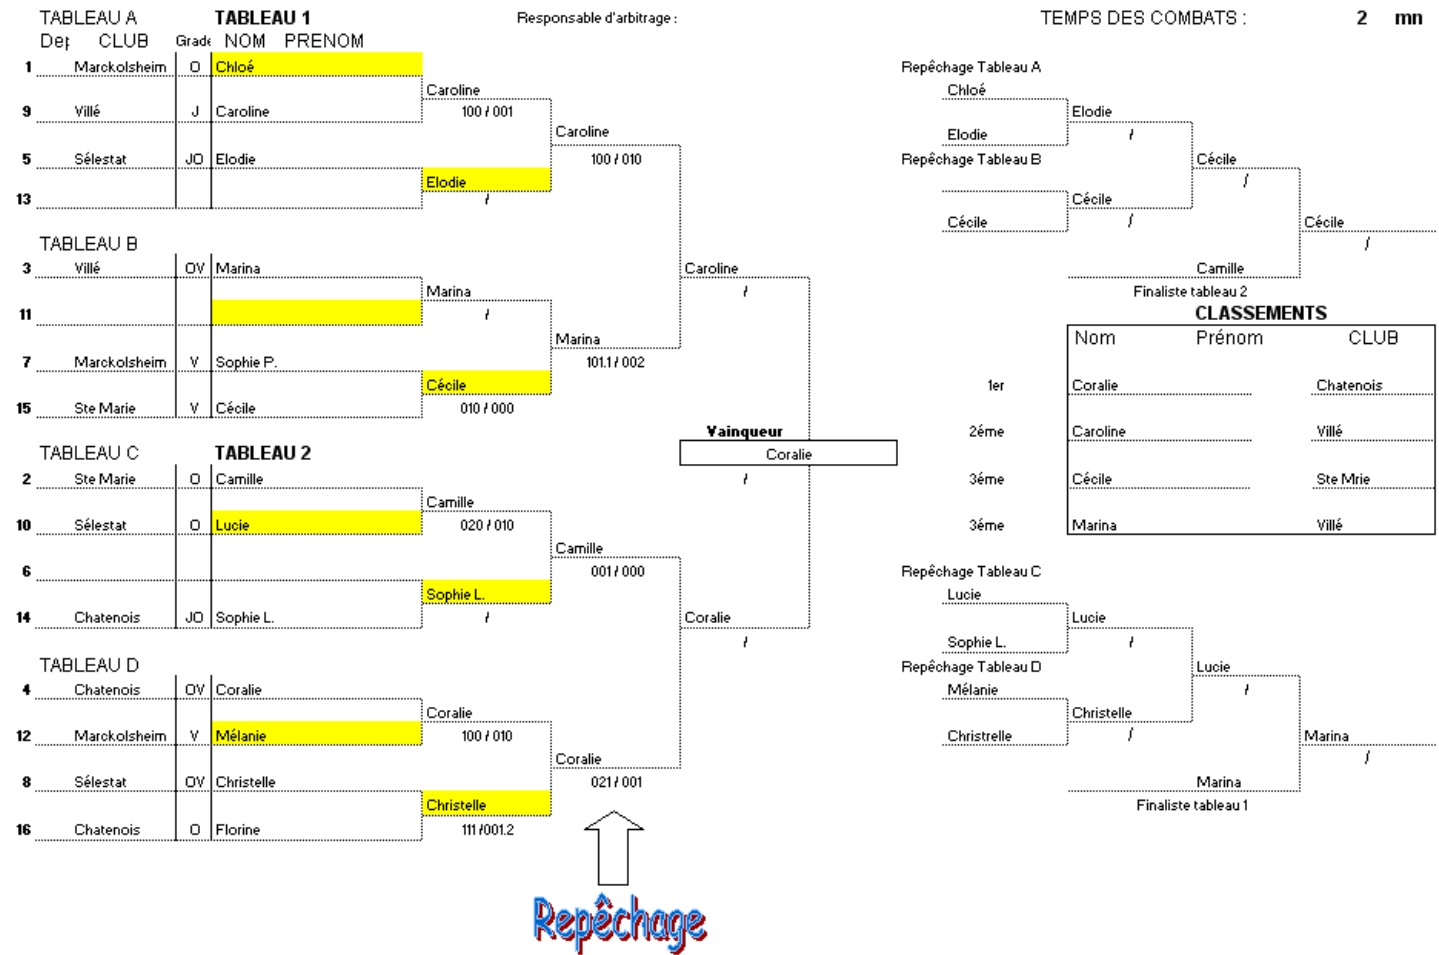 TABLEAU A TABLEAU 1 Responsable d'arbitrage : TEMPS DES COMBATS : 2 mn
Dep CLUB Grade NOM PRENOM
1 Marckolsheim O Chloé
Caroline
9 Villé J Caroline 100 / 001
Caroline
5 Sélestat JO Elodie 100 / 010
Elodie
13 /
TABLEAU B
3 Villé OV Marina Caroline
Marina /
11 /
Marina
7 Marckolsheim V Sophie P. 101.1 / 002
Cécile
15 Ste Marie V Cécile 010 / 000
Vainqueur
Coralie
TABLEAU C TABLEAU 2
2 Ste Marie O Camille /
Camille
10 Sélestat O Lucie 020 / 010
Camille
6 001 / 000
Sophie L.
14 Chatenois JO Sophie L. / Coralie
/
TABLEAU D
4 Chatenois OV Coralie
Coralie
12 Marckolsheim V Mélanie 100 / 010
Coralie
8 Sélestat OV Christelle 021 / 001
Christelle
16 Chatenois O Florine 111 / 001.2
Repêchage
Repêchage Tableau A
Chloé
Elodie
Elodie /
Repêchage Tableau B Cécile
/
Cécile
Cécile / Cécile
/
Camille
Finaliste tableau 2
CLASSEMENTS
Nom Prénom CLUB
1er Coralie Chatenois
2éme Caroline Villé
3éme Cécile Ste Mrie
3éme Marina Villé
Repêchage Tableau C
Lucie
Lucie
Sophie L. /
Repêchage Tableau D Lucie
Mélanie /
Christelle
Christrelle / Marina
/
Marina
Finaliste tableau 1